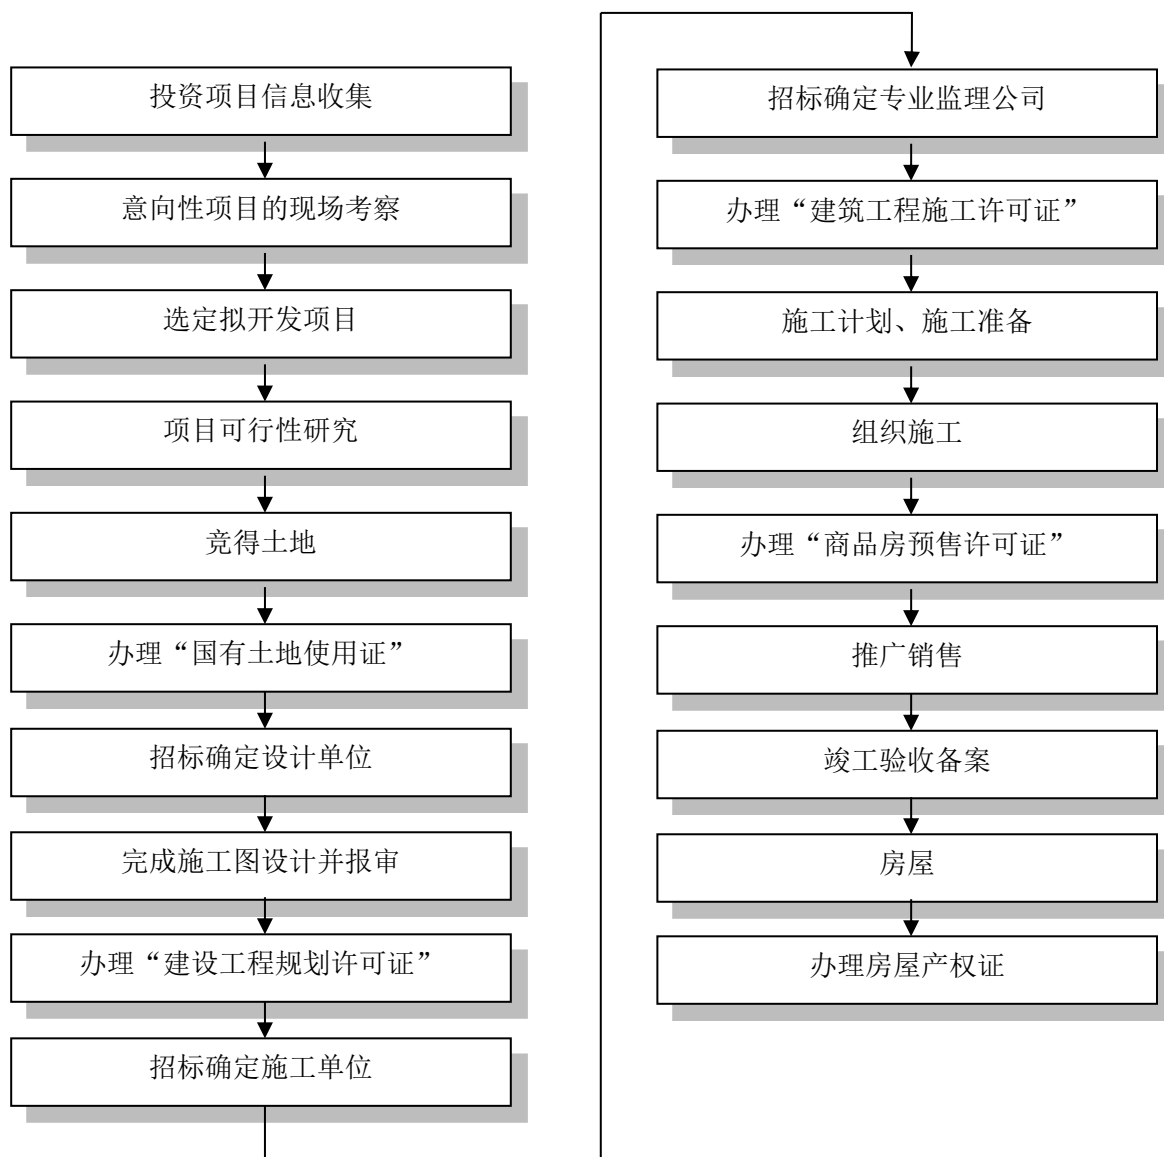 投资项目信息收集
意向性项目的现场考察
选定拟开发项目
项目可行性研究
竞得土地
办理“国有土地使用证”
招标确定设计单位
完成施工图设计并报审
办理“建设工程规划许可证”
招标确定施工单位
招标确定专业监理公司
办理“建筑工程施工许可证”
施工计划、施工准备
组织施工
办理“商品房预售许可证”
推广销售
竣工验收备案
房屋
办理房屋产权证